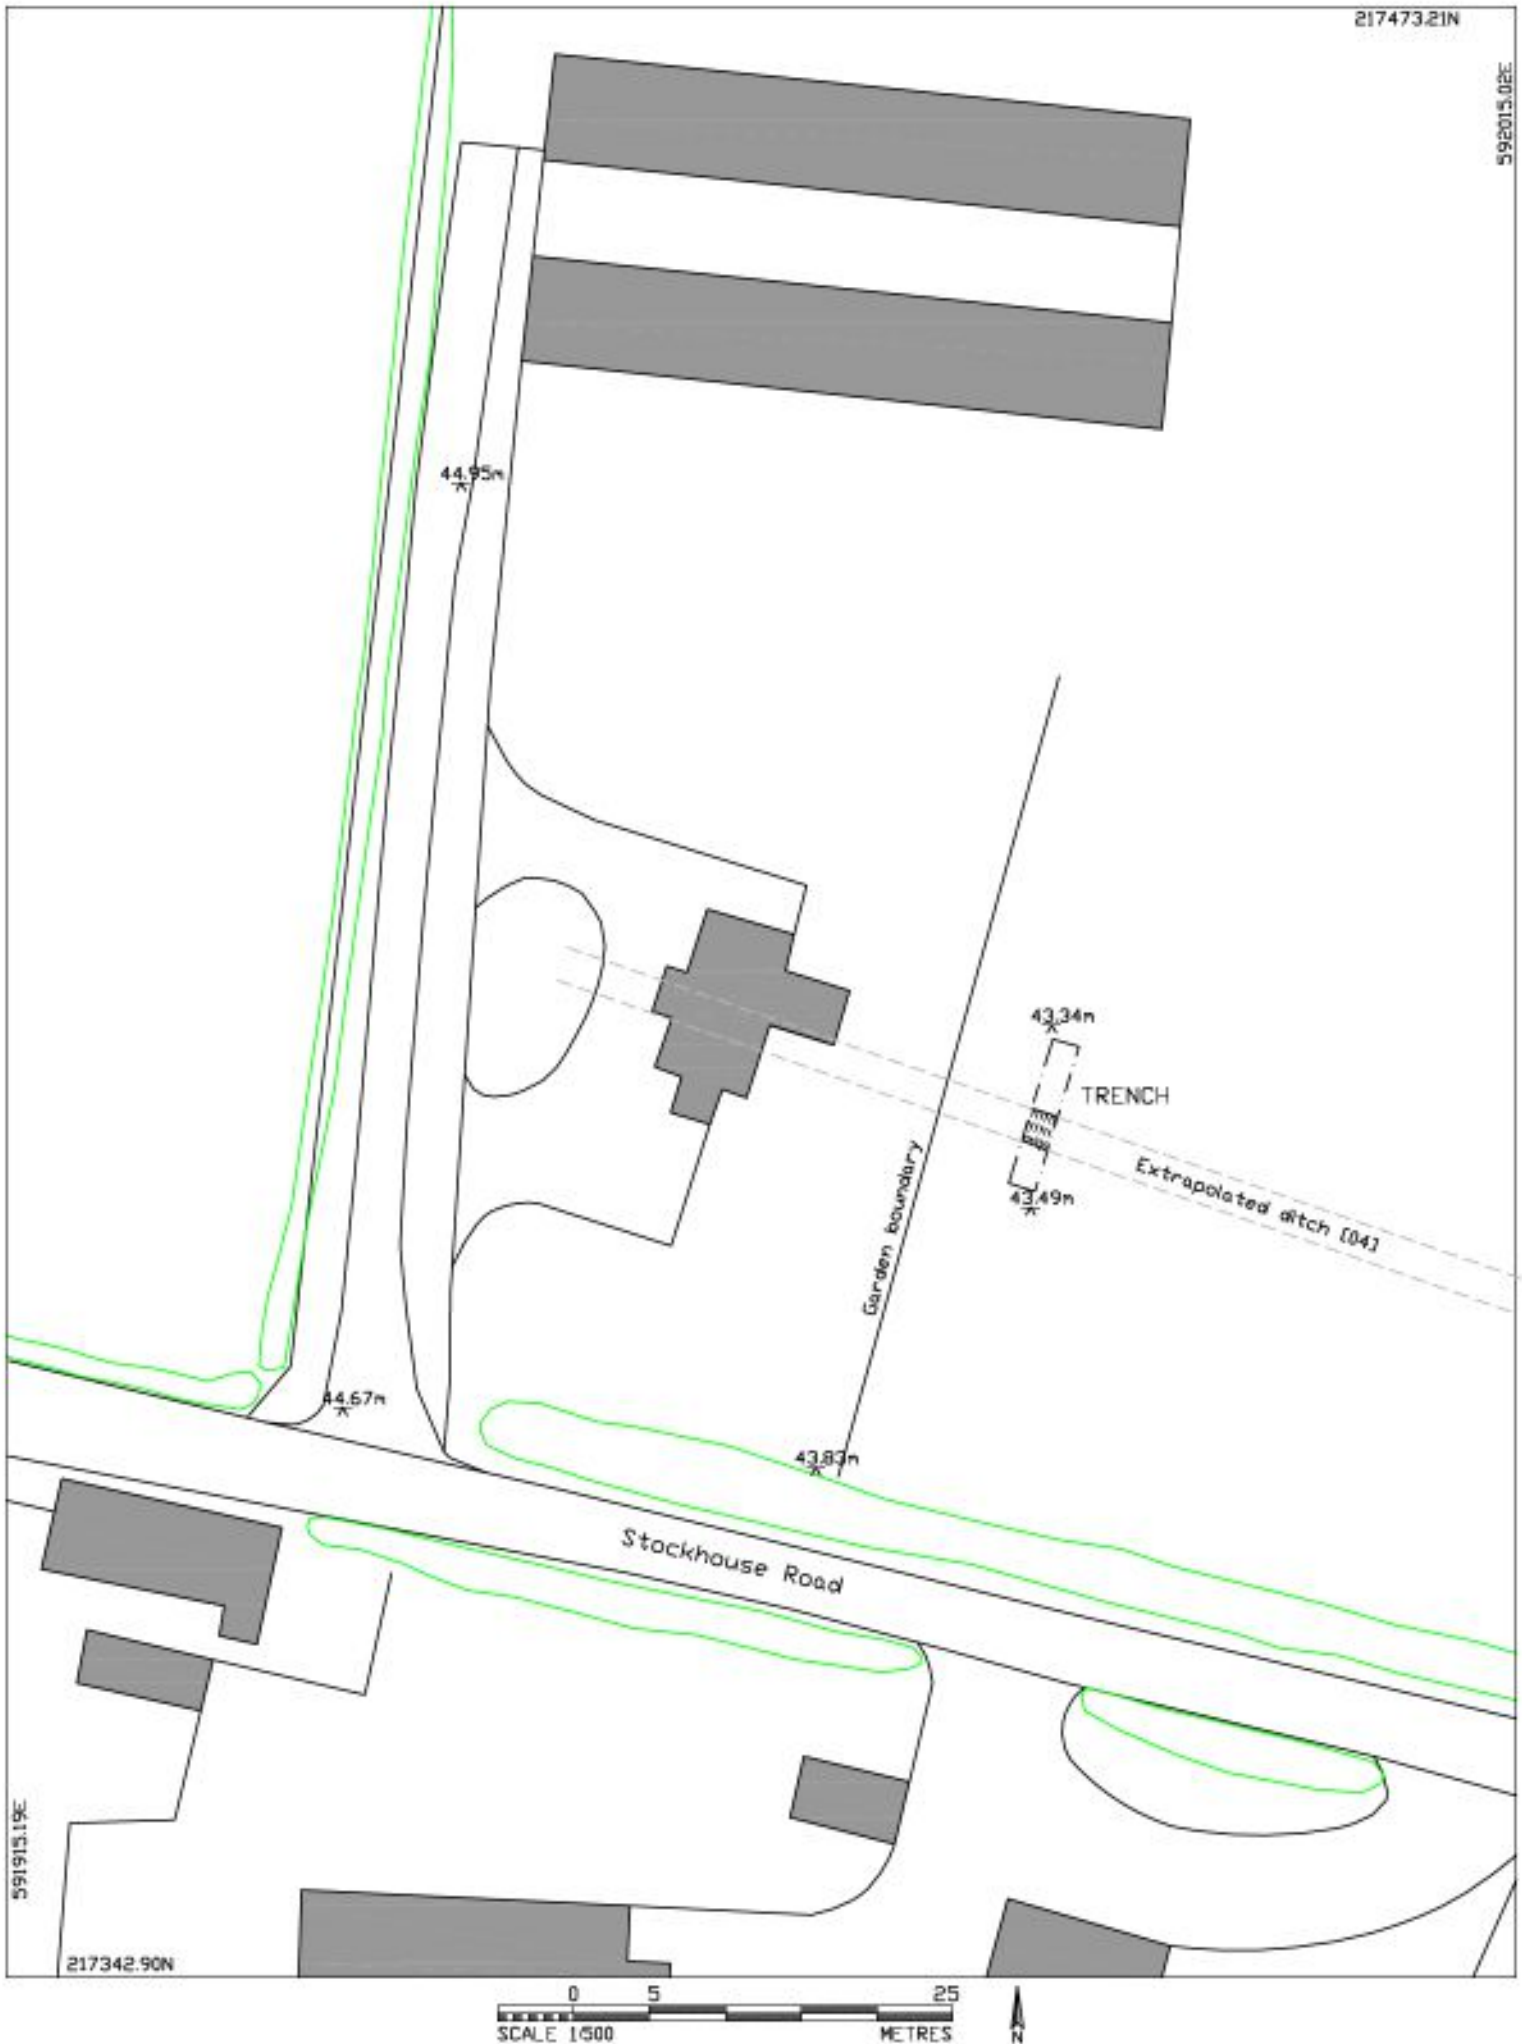 217473.21N
592015.02E
44.95m
43.34m
TRENCH
Extrapolated ditch [04]
43.49m
Garden boundary
44.67m
43.83m
Stockhouse Road
591915.19E
217342.90N
0 5 25
SCALE 1:500 METRES
N